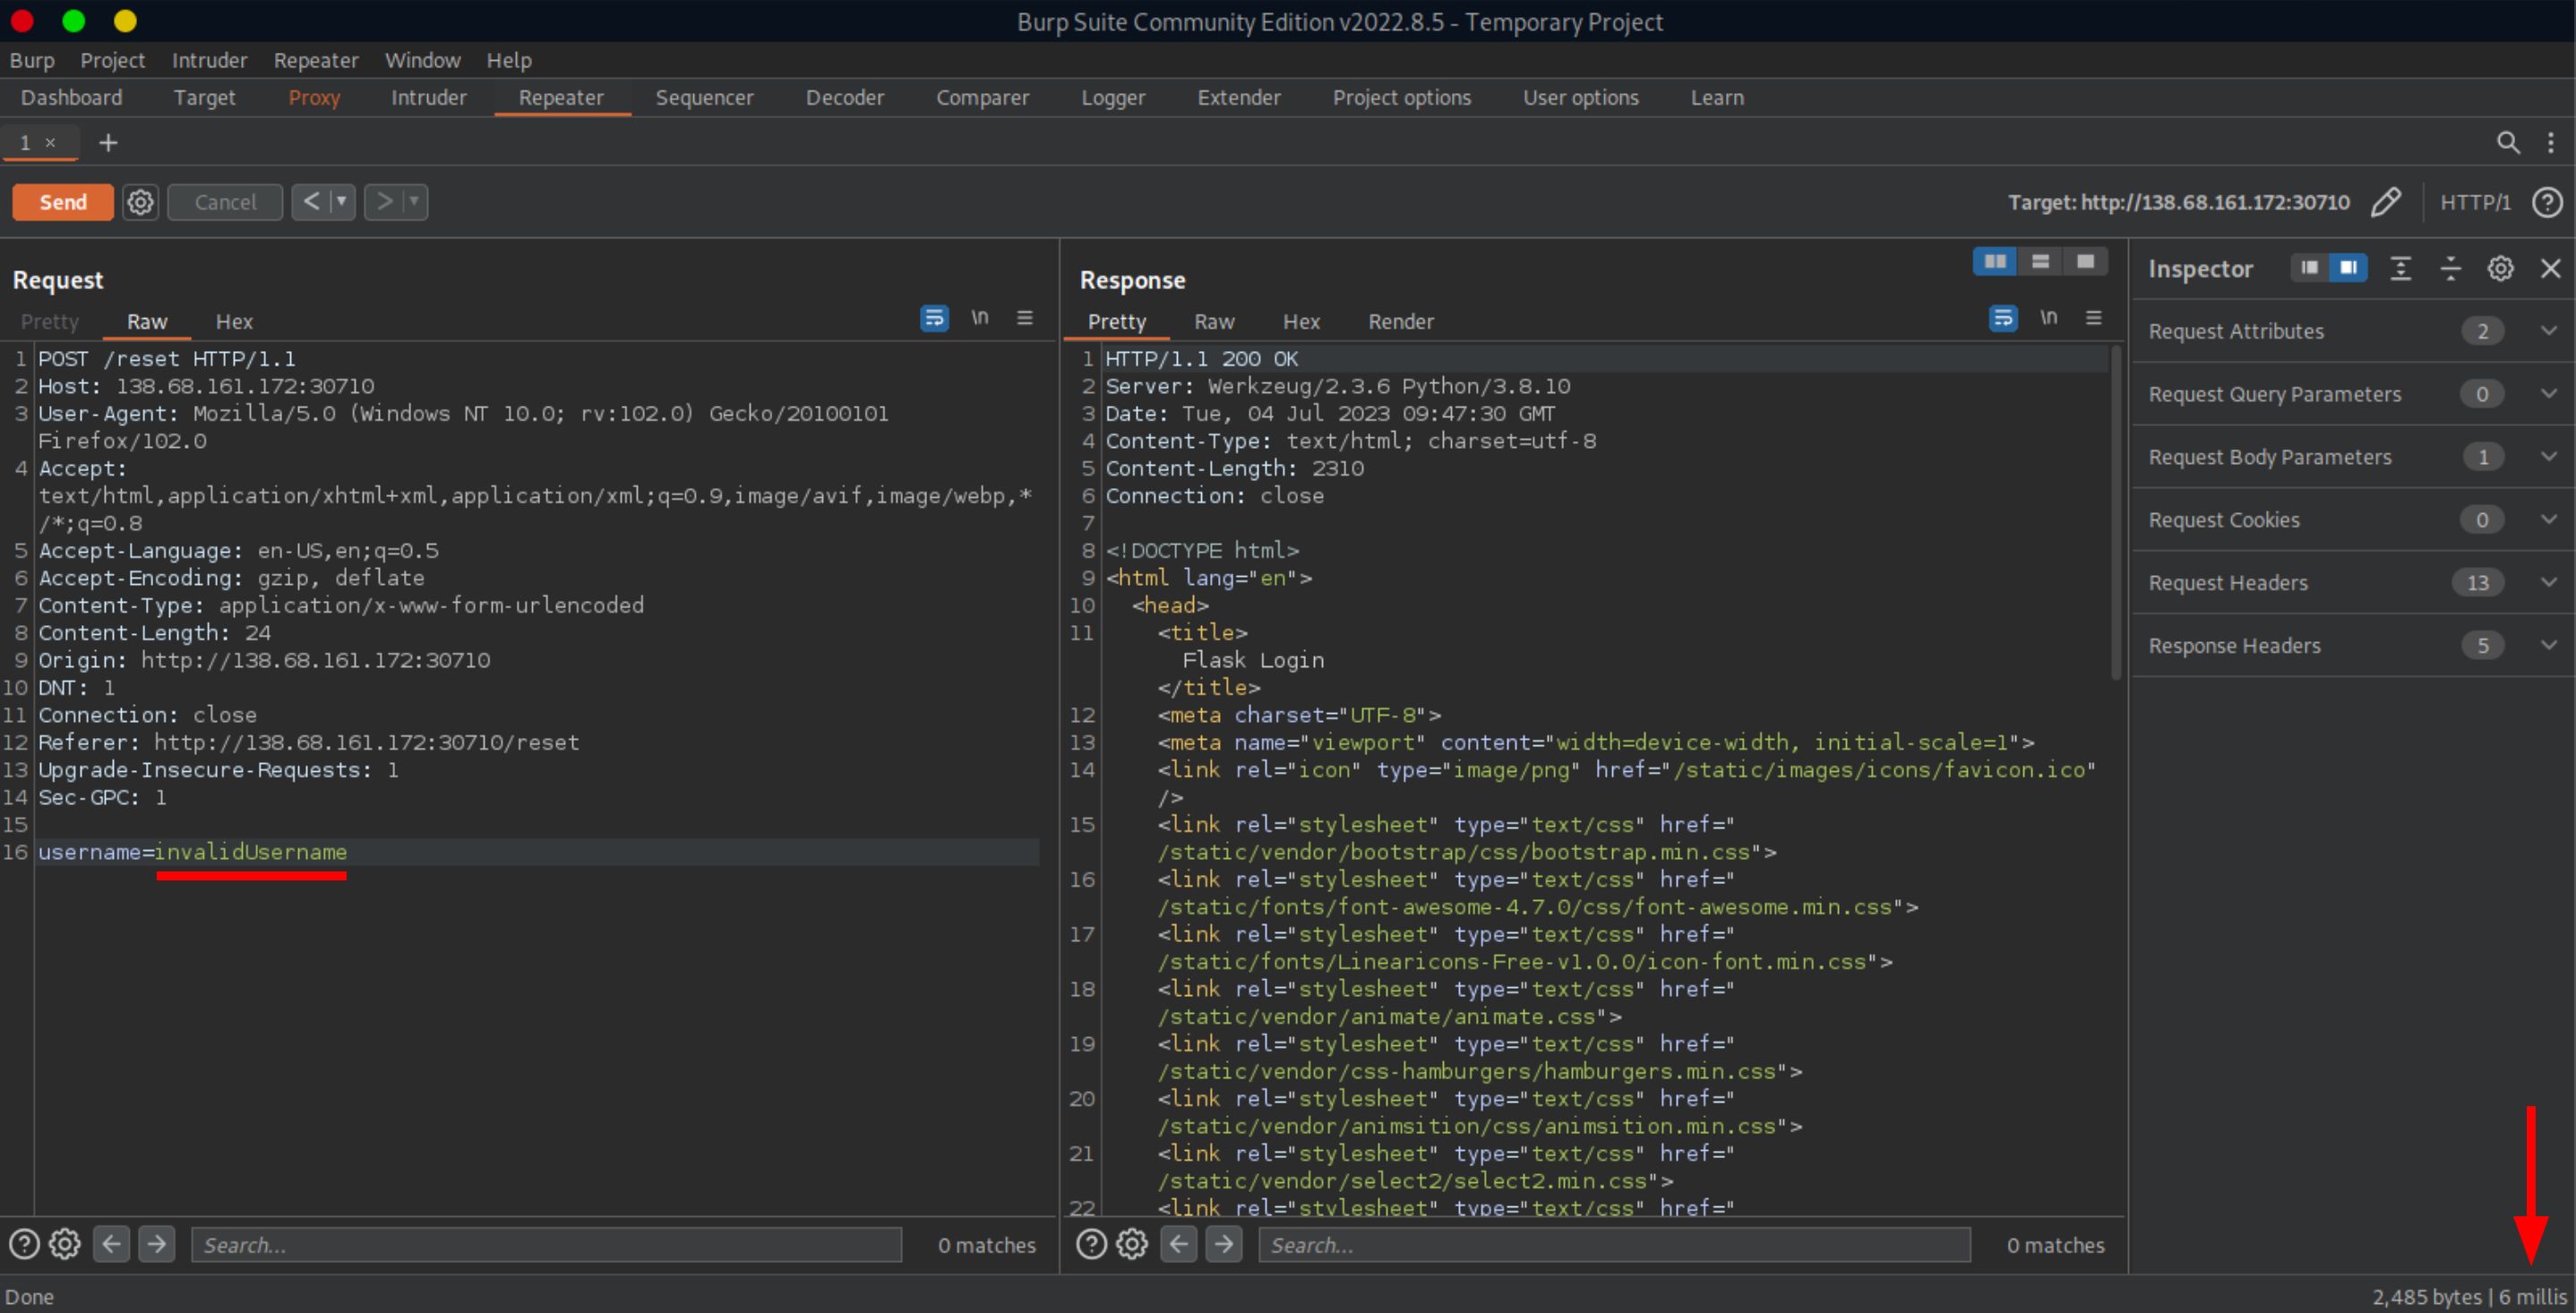 Burp Suite Community Edition v2022.8.5 - Temporary Project
Burp Project Intruder Repeater Window Help
Dashboard Target Proxy Intruder Repeater Sequencer Decoder Comparer Logger Extender Project options User options Learn
1 × +
Send Cancel < ▼ > ▼ Target: http://138.68.161.172:30710 HTTP/1 ?
Request
Pretty Raw Hex \n
1 POST /reset HTTP/1.1
2 Host: 138.68.161.172:30710
3 User-Agent: Mozilla/5.0 (Windows NT 10.0; rv:102.0) Gecko/20100101
Firefox/102.0
4 Accept:
text/html,application/xhtml+xml,application/xml;q=0.9,image/avif,image/webp,*
/*;q=0.8
5 Accept-Language: en-US,en;q=0.5
6 Accept-Encoding: gzip, deflate
7 Content-Type: application/x-www-form-urlencoded
8 Content-Length: 24
9 Origin: http://138.68.161.172:30710
10 DNT: 1
11 Connection: close
12 Referer: http://138.68.161.172:30710/reset
13 Upgrade-Insecure-Requests: 1
14 Sec-GPC: 1
15
16 username=invalidUsername
? Search... 0 matches
Response
Pretty Raw Hex Render \n
1 HTTP/1.1 200 OK
2 Server: Werkzeug/2.3.6 Python/3.8.10
3 Date: Tue, 04 Jul 2023 09:47:30 GMT
4 Content-Type: text/html; charset=utf-8
5 Content-Length: 2310
6 Connection: close
7
8 <!DOCTYPE html>
9 <html lang="en">
10 <head>
11 <title>
Flask Login
</title>
12 <meta charset="UTF-8">
13 <meta name="viewport" content="width=device-width, initial-scale=1">
14 <link rel="icon" type="image/png" href="/static/images/icons/favicon.ico"
/>
15 <link rel="stylesheet" type="text/css" href="
/static/vendor/bootstrap/css/bootstrap.min.css">
16 <link rel="stylesheet" type="text/css" href="
/static/fonts/font-awesome-4.7.0/css/font-awesome.min.css">
17 <link rel="stylesheet" type="text/css" href="
/static/fonts/Linearicons-Free-v1.0.0/icon-font.min.css">
18 <link rel="stylesheet" type="text/css" href="
/static/vendor/animate/animate.css">
19 <link rel="stylesheet" type="text/css" href="
/static/vendor/css-hamburgers/hamburgers.min.css">
20 <link rel="stylesheet" type="text/css" href="
/static/vendor/animsition/css/animsition.min.css">
21 <link rel="stylesheet" type="text/css" href="
/static/vendor/select2/select2.min.css">
22 <link rel="stylesheet" type="text/css" href="
? Search... 0 matches
Inspector
Request Attributes 2
Request Query Parameters 0
Request Body Parameters 1
Request Cookies 0
Request Headers 13
Response Headers 5
Done
2,485 bytes | 6 millis